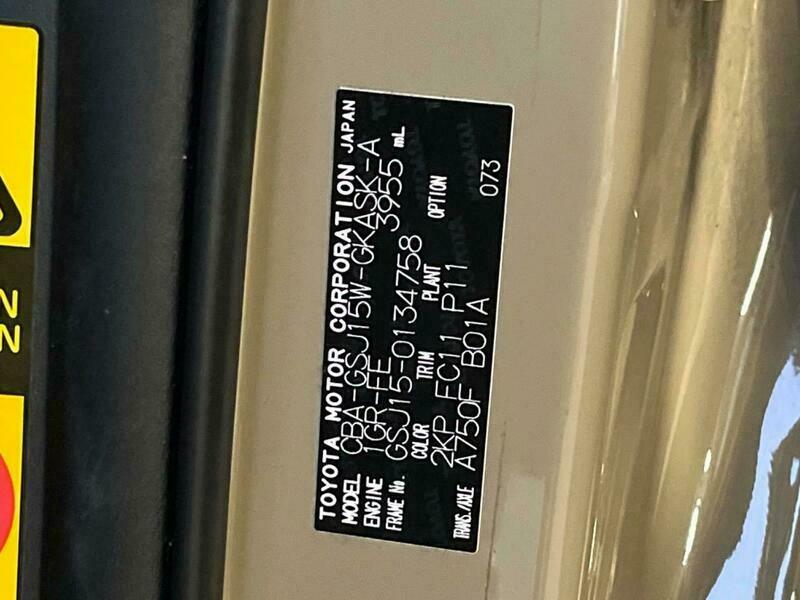 TOYOTA MOTOR CORPORATION JAPAN
MODEL CBA-GSJ15W-GKASK-A
ENGINE 1GR-FE 3955 mL
FRAME No. GSJ15-0134758
COLOR TRIM PLANT OPTION
2KP FC11 P11
TRANS./AXLE A750F B01A 073
22